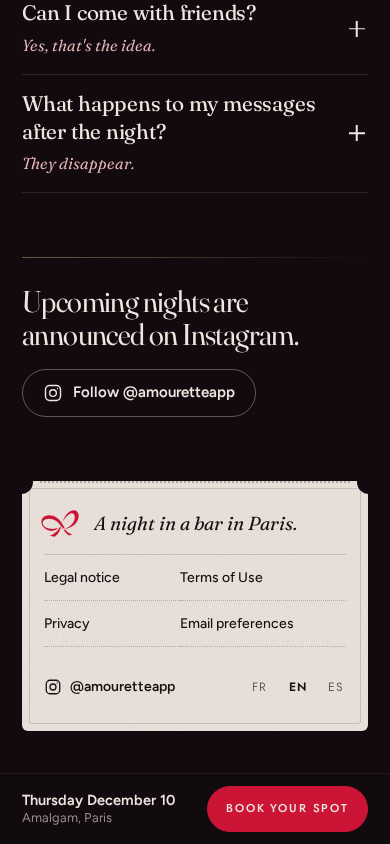 Can I come with friends?
Yes, that's the idea.
What happens to my messages
after the night?
They disappear.
Upcoming nights are
announced on Instagram.
Follow @amouretteapp
A night in a bar in Paris.
Legal notice Terms of Use
Privacy Email preferences
@amouretteapp FR EN ES
Thursday December 10
Amalgam, Paris
BOOK YOUR SPOT